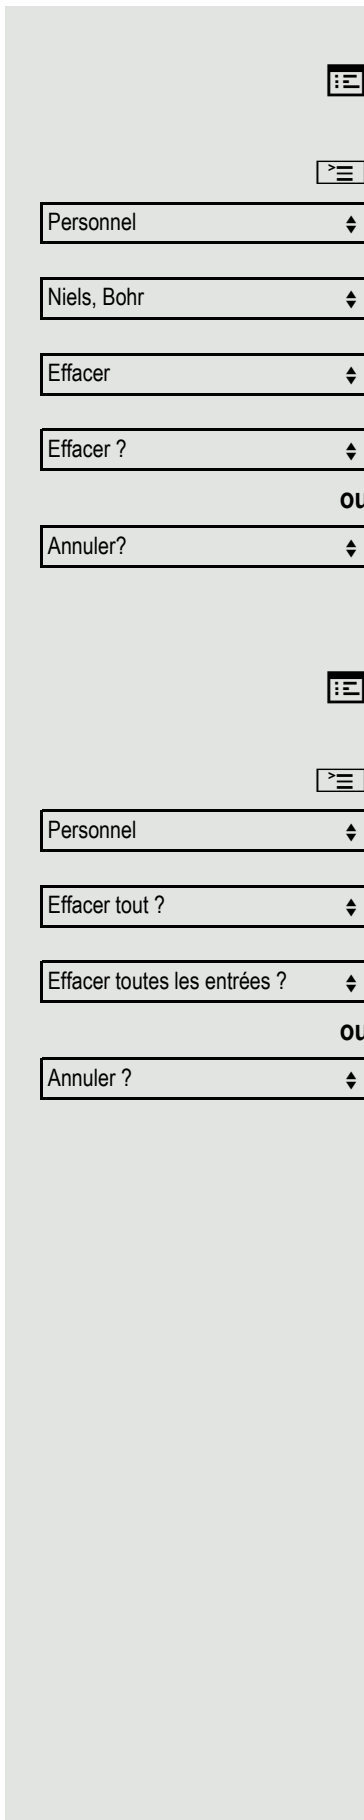 Personnel
Niels, Bohr
Effacer
Effacer ?
ou
Annuler?
Personnel
Effacer tout ?
Effacer toutes les entrées ?
ou
Annuler ?